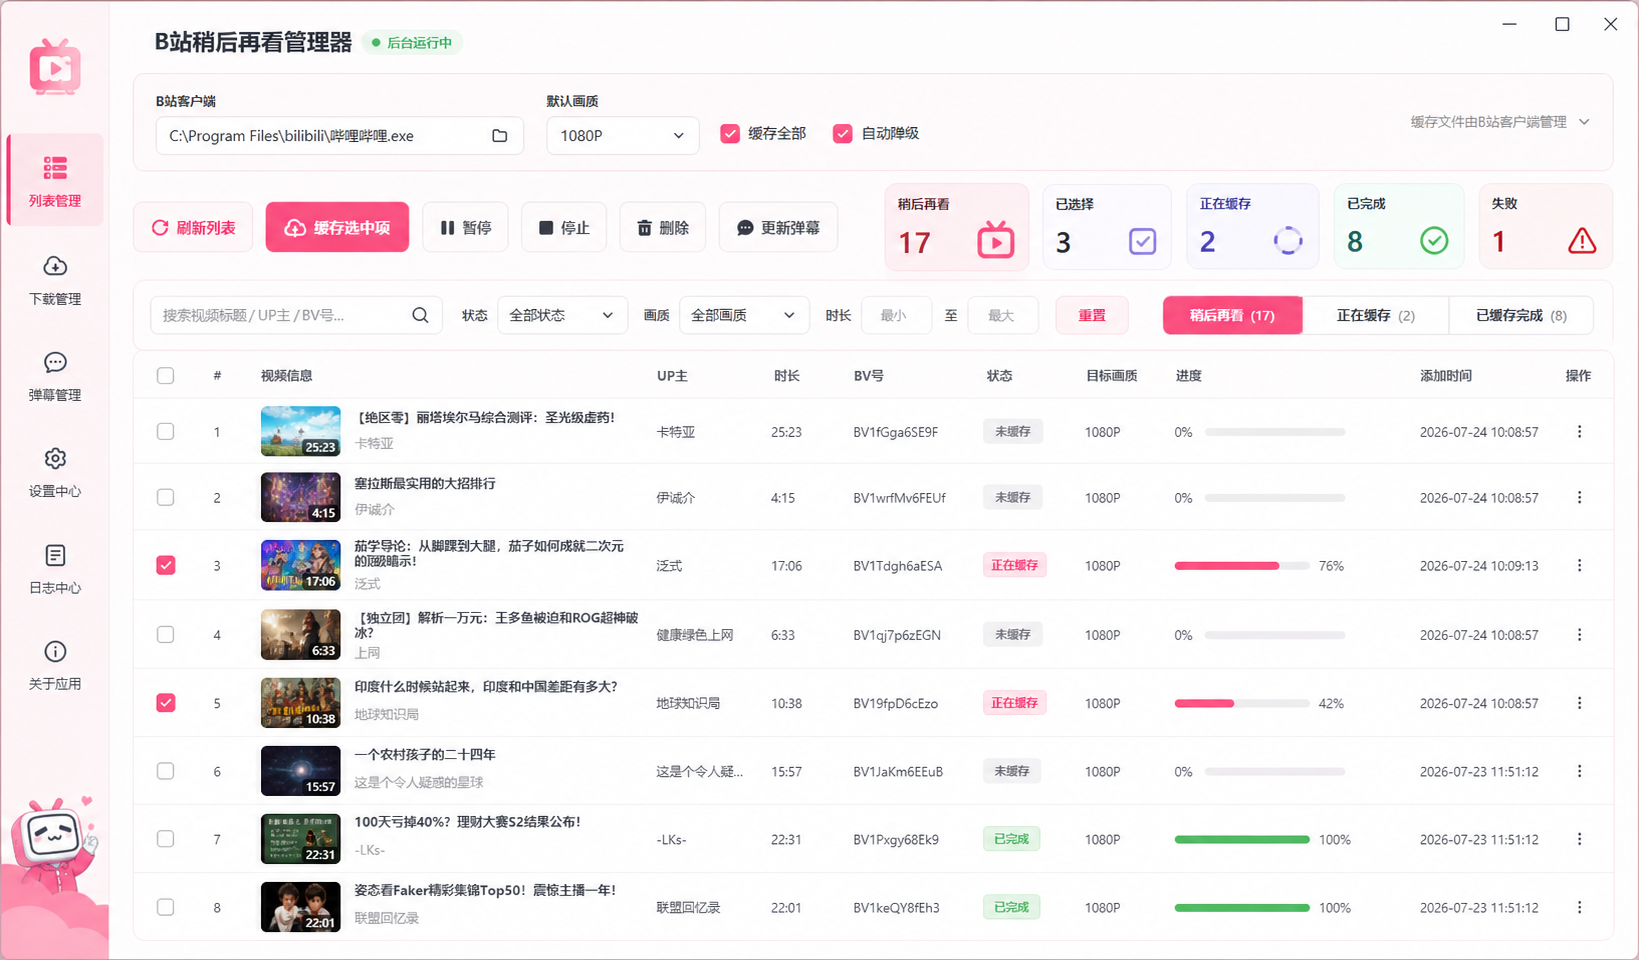 B站稍后再看管理器
后台运行中
B站客户端
C:\Program Files\bilibili\哔哩哔哩.exe
默认画质
1080P
缓存全部
自动降级
缓存文件由B站客户端管理
列表管理
下载管理
弹幕管理
设置中心
日志中心
关于应用
刷新列表
缓存选中项
暂停
停止
删除
更新弹幕
稍后再看
17
已选择
3
正在缓存
2
已完成
8
失败
1
搜索视频标题/UP主/BV号...
状态
全部状态
画质
全部画质
时长
最小
至
最大
重置
稍后再看 (17)
正在缓存 (2)
已缓存完成 (8)
# 视频信息 UP主 时长 BV号 状态 目标画质 进度 添加时间 操作
1
25:23
【绝区零】丽塔埃尔马综合测评：圣光级虚药！
卡特亚
卡特亚 25:23 BV1fGga6SE9F 未缓存 1080P 0% 2026-07-24 10:08:57
2
4:15
塞拉斯最实用的大招排行
伊诚介
伊诚介 4:15 BV1wrfMv6FEUf 未缓存 1080P 0% 2026-07-24 10:08:57
3
17:06
茄学导论：从脚踝到大腿，茄子如何成就二次元
暗示！
泛式
泛式 17:06 BV1Tdgh6aESA 正在缓存 1080P 76% 2026-07-24 10:09:13
4
6:33
【独立团】解析一万元：王多鱼被迫和ROG超神破
冰？
上网
健康绿色上网 6:33 BV1qj7p6zEGN 未缓存 1080P 0% 2026-07-24 10:08:57
5
10:38
印度什么时候站起来，印度和中国差距有多大？
地球知识局
地球知识局 10:38 BV19fpD6cEzo 正在缓存 1080P 42% 2026-07-24 10:08:57
6
15:57
一个农村孩子的二十四年
这是个令人疑惑的星球
这是个令人疑... 15:57 BV1JaKm6EEuB 未缓存 1080P 0% 2026-07-23 11:51:12
7
22:31
100天亏掉40%？理财大赛S2结果公布！
-LKs-
-LKs- 22:31 BV1Pxgy68Ek9 已完成 1080P 100% 2026-07-23 11:51:12
8
22:01
姿态看Faker精彩集锦Top50！震惊主播一年！
联盟回忆录
联盟回忆录 22:01 BV1keQY8fEh3 已完成 1080P 100% 2026-07-23 11:51:12